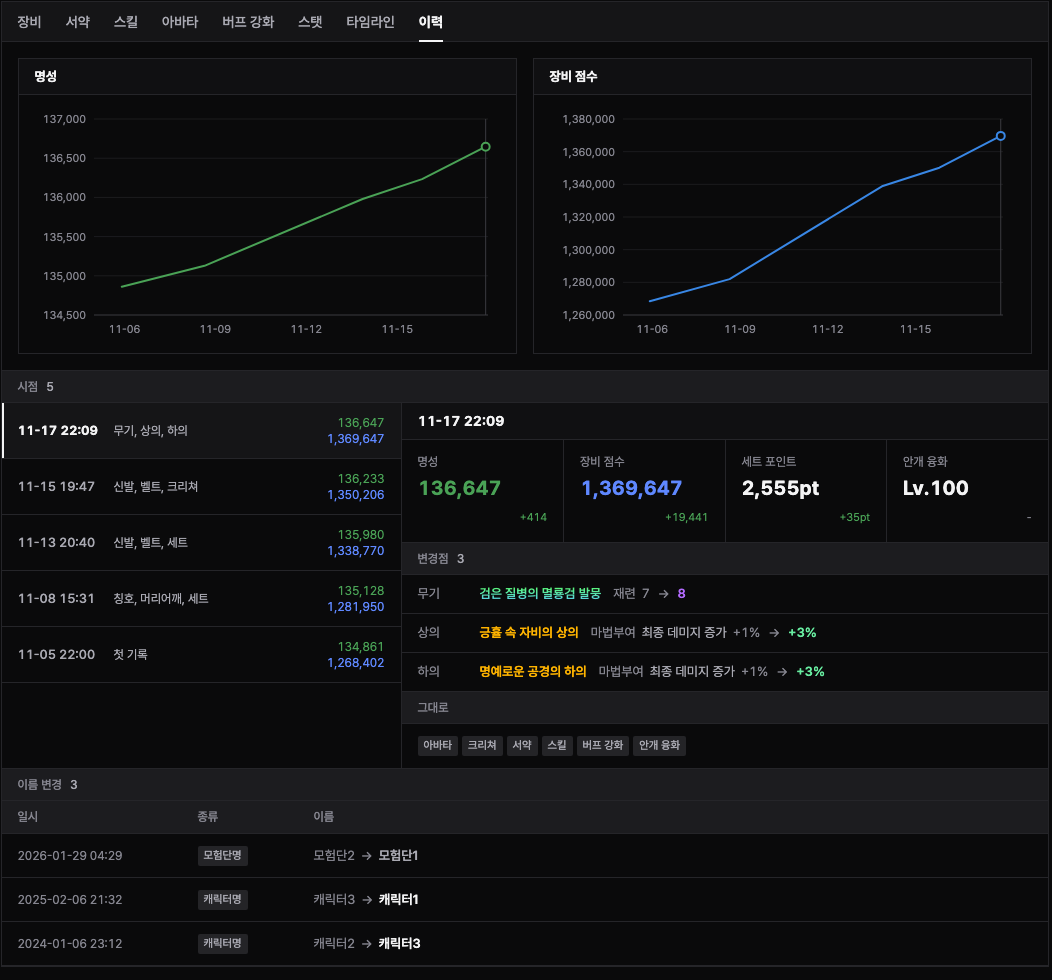 장비 서약 스킬 아바타 버프 강화 스탯 타임라인 이력
명성
137,000
136,500
136,000
135,500
135,000
134,500
11-06 11-09 11-12 11-15
장비 점수
1,380,000
1,360,000
1,340,000
1,320,000
1,300,000
1,280,000
1,260,000
11-06 11-09 11-12 11-15
시점 5
11-17 22:09 무기, 상의, 하의 136,647
1,369,647
11-15 19:47 신발, 벨트, 크리쳐 136,233
1,350,206
11-13 20:40 신발, 벨트, 세트 135,980
1,338,770
11-08 15:31 칭호, 머리어깨, 세트 135,128
1,281,950
11-05 22:00 첫 기록 134,861
1,268,402
11-17 22:09
명성
136,647
+414
장비 점수
1,369,647
+19,441
세트 포인트
2,555pt
+35pt
안개 융화
Lv.100
-
변경점 3
무기 검은 질병의 멸룡검 발뭉 재련 7 → 8
상의 긍휼 속 자비의 상의 마법부여 최종 데미지 증가 +1% → +3%
하의 명예로운 공경의 하의 마법부여 최종 데미지 증가 +1% → +3%
그대로
아바타 크리쳐 서약 스킬 버프 강화 안개 융화
이름 변경 3
일시 종류 이름
2026-01-29 04:29 모험단명 모험단2 → 모험단1
2025-02-06 21:32 캐릭터명 캐릭터3 → 캐릭터1
2024-01-06 23:12 캐릭터명 캐릭터2 → 캐릭터3